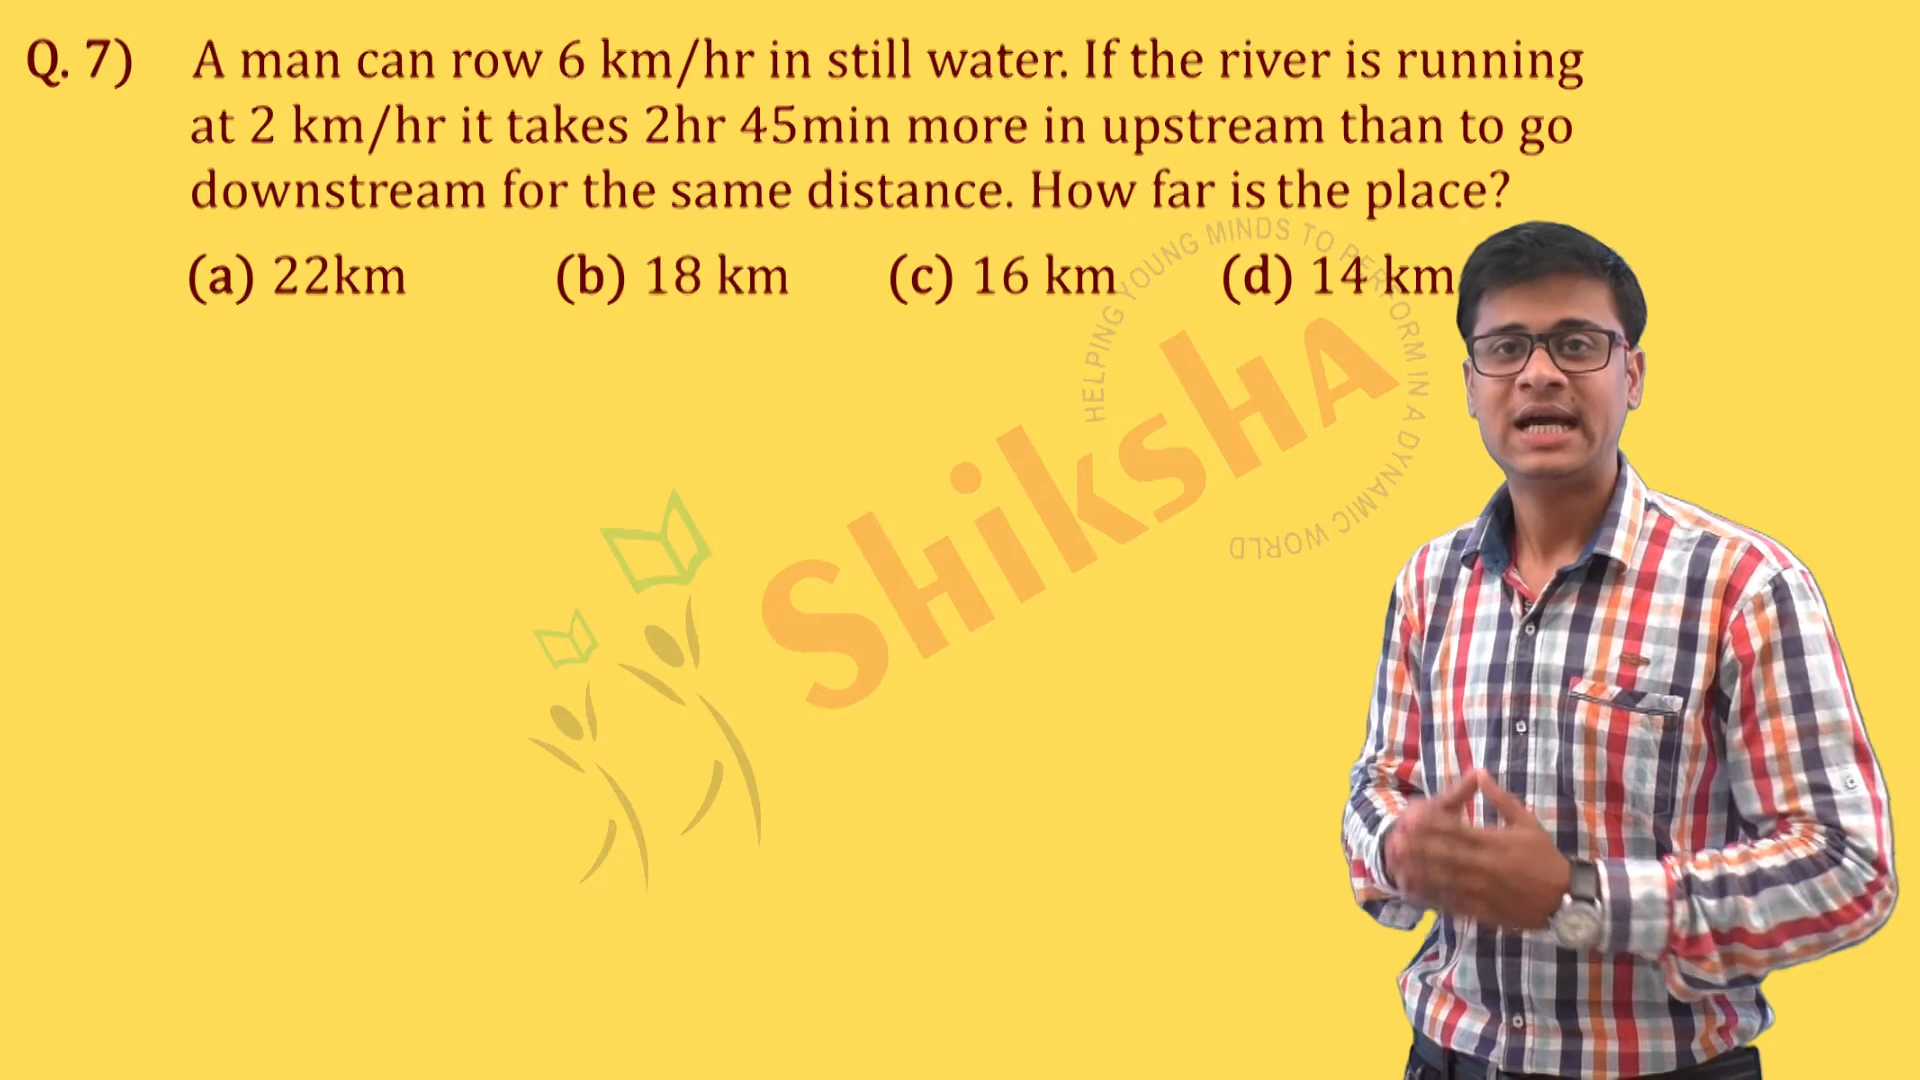 Q. 7) A man can row 6 km/hr in still water. If the river is running
at 2 km/hr it takes 2hr 45min more in upstream than to go
downstream for the same distance. How far is the place?
(a) 22km (b) 18 km (c) 16 km (d) 14 km
HELPING YOUNG MINDS TO PERFORM IN A DYNAMIC WORLD
ShikshA